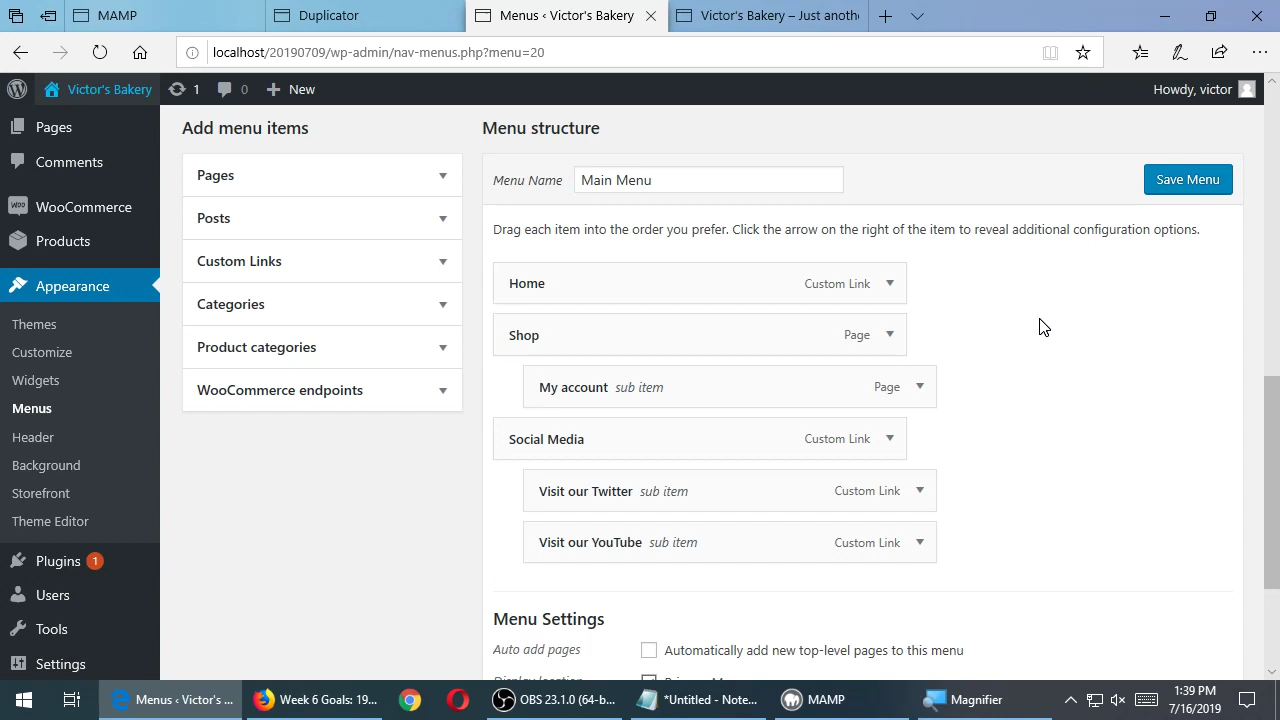 MAMP
Duplicator
Menus ‹ Victor's Bakery
Victor's Bakery – Just anoth
localhost/20190709/wp-admin/nav-menus.php?menu=20
Victor's Bakery
1
0
New
Howdy, victor
Pages
Comments
WooCommerce
Products
Appearance
Themes
Customize
Widgets
Menus
Header
Background
Storefront
Theme Editor
Plugins 1
Users
Tools
Settings
Add menu items
Pages
Posts
Custom Links
Categories
Product categories
WooCommerce endpoints
Menu structure
Menu Name Main Menu
Save Menu
Drag each item into the order you prefer. Click the arrow on the right of the item to reveal additional configuration options.
Home Custom Link
Shop Page
My account sub item Page
Social Media Custom Link
Visit our Twitter sub item Custom Link
Visit our YouTube sub item Custom Link
Menu Settings
Auto add pages Automatically add new top-level pages to this menu
Menus ‹ Victor's ...
Week 6 Goals: 19...
OBS 23.1.0 (64-b...
*Untitled - Note...
MAMP
Magnifier
1:39 PM
7/16/2019